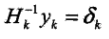 H_k^{-1} y_k = δ_k